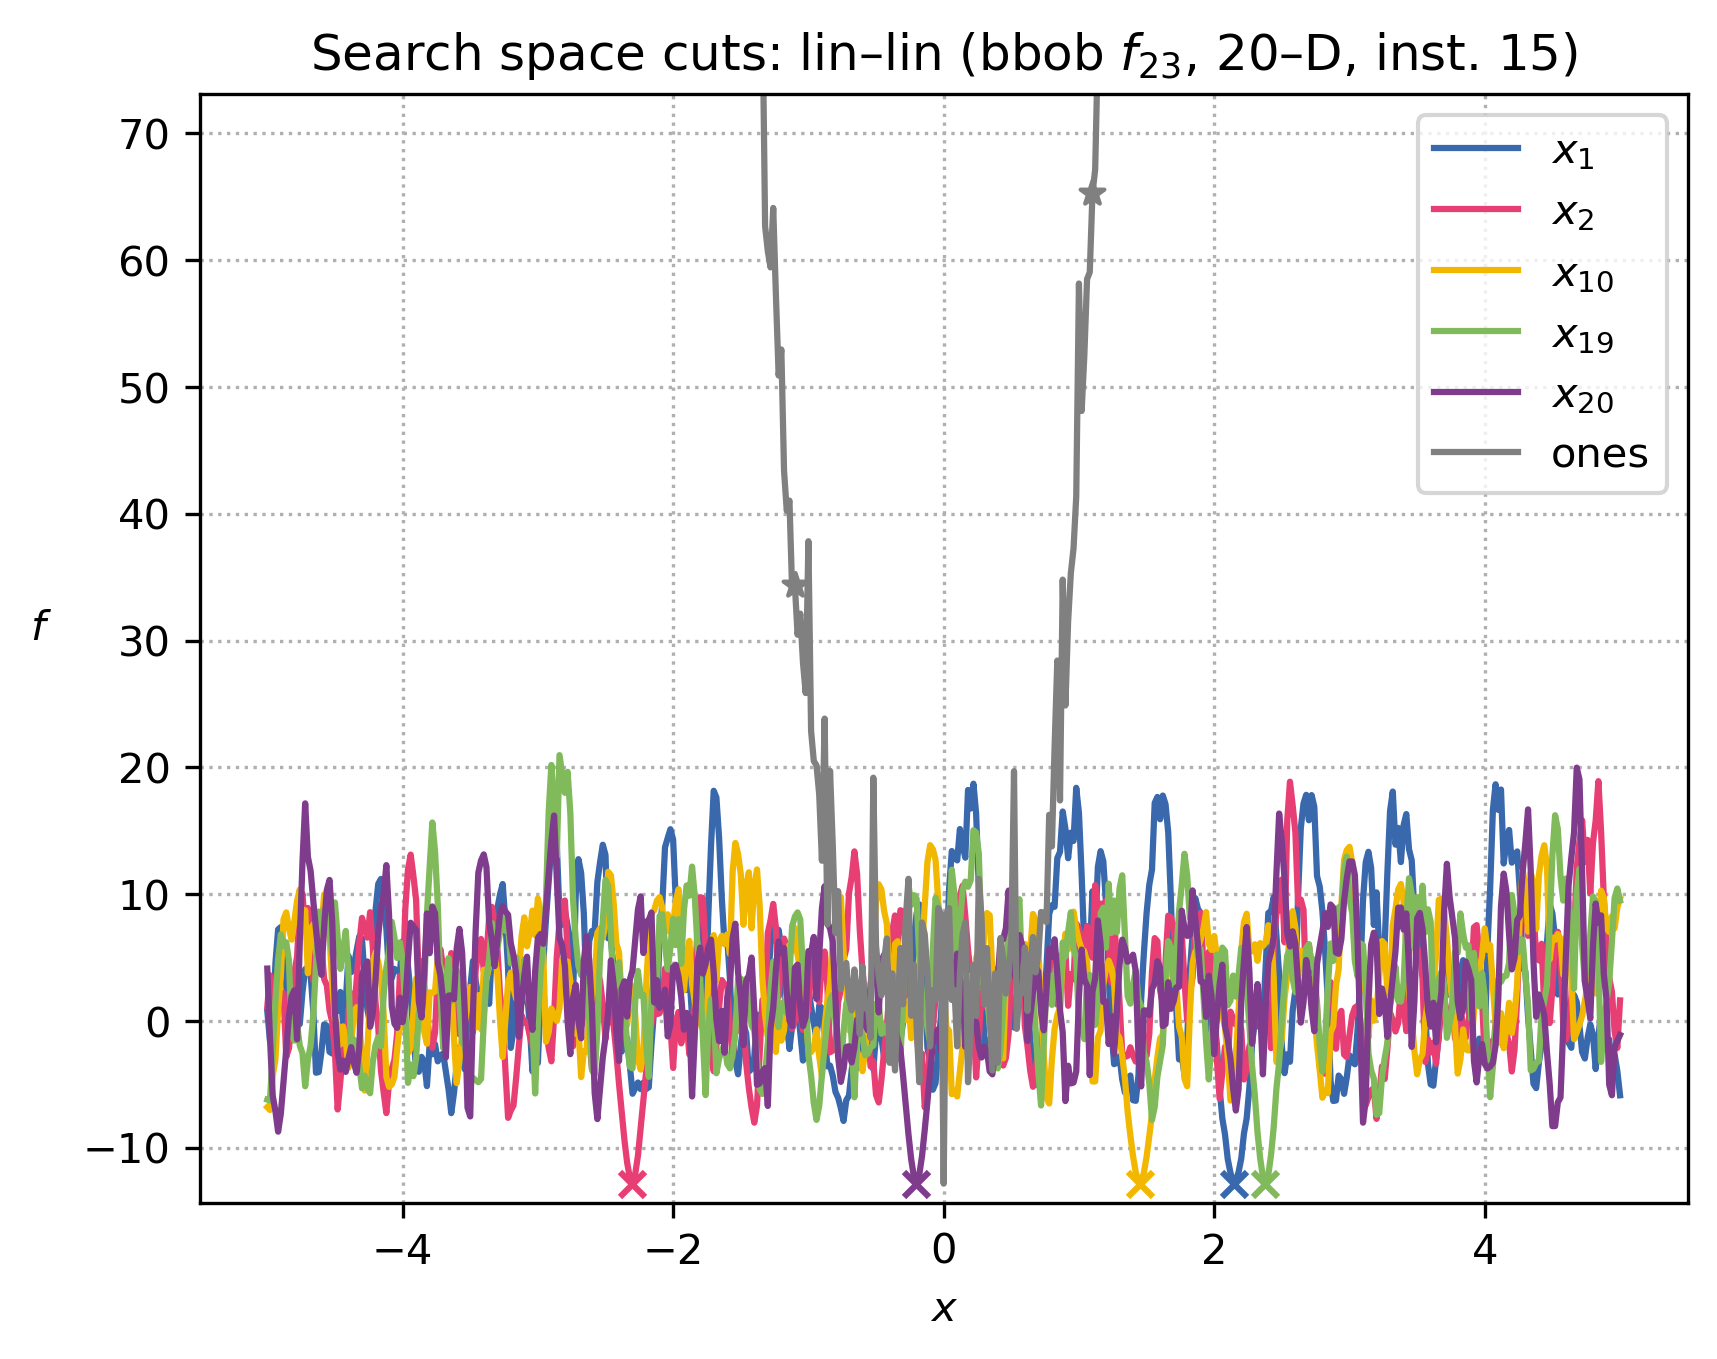 Search space cuts: lin–lin (bbob f₂₃, 20–D, inst. 15)
70
60
50
40
30
20
10
0
−10
f
−4
−2
0
2
4
x
x₁
x₂
x₁₀
x₁₉
x₂₀
ones